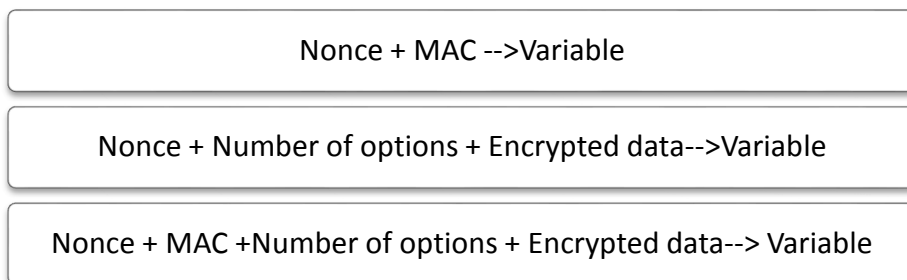 Nonce + MAC -->Variable
Nonce + Number of options + Encrypted data-->Variable
Nonce + MAC +Number of options + Encrypted data--> Variable